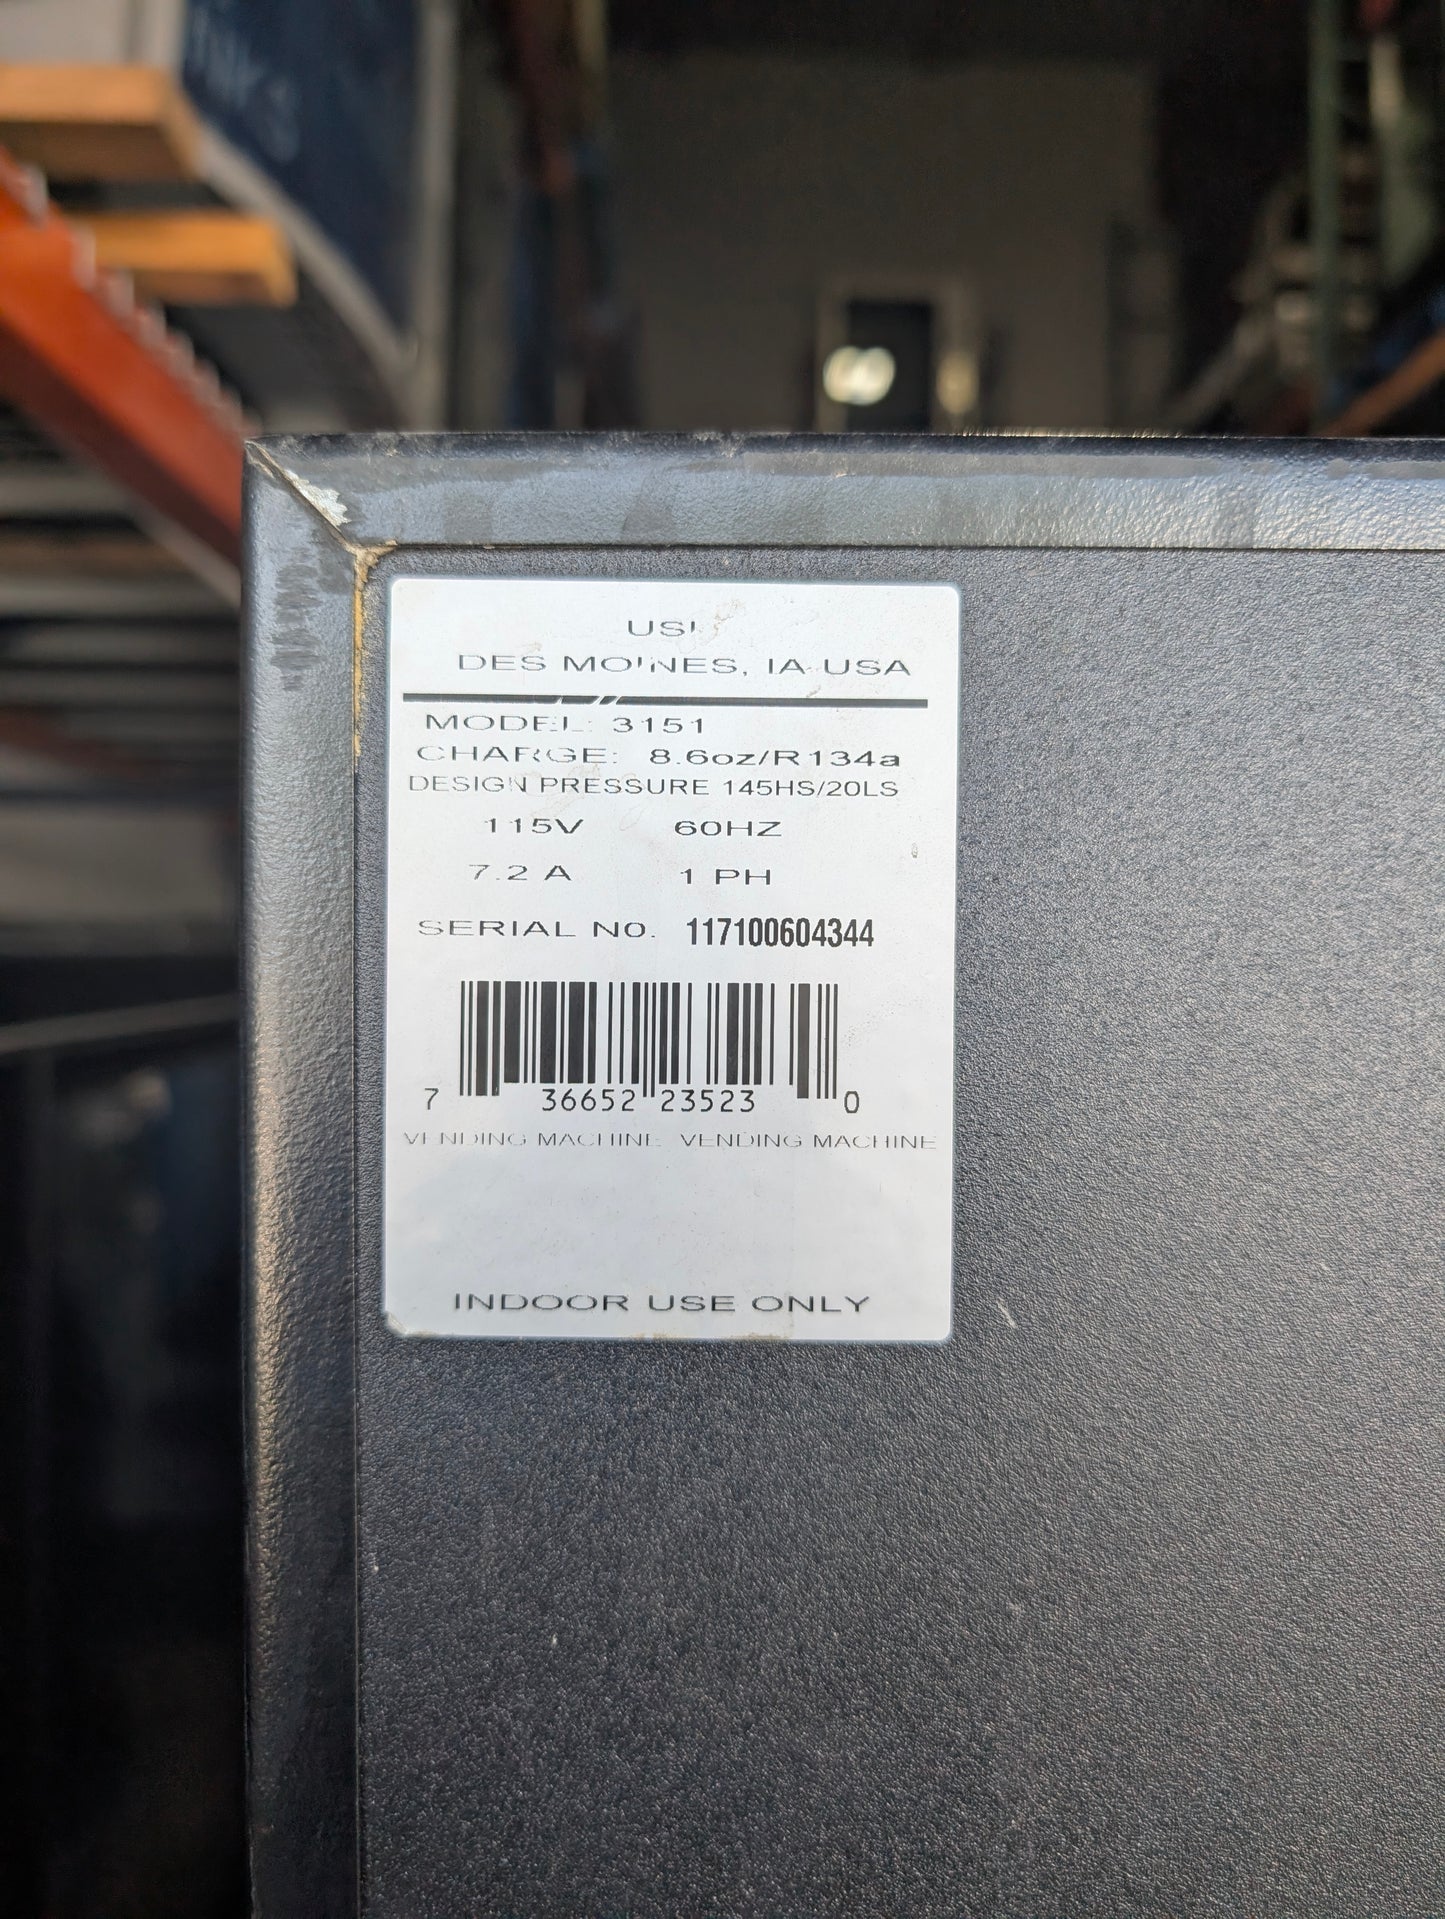 USI
DES MOINES, IA USA
MODEL: 3151
CHARGE: 8.6oz/R134a
DESIGN PRESSURE 145HS/20LS
115V 60HZ
7.2 A 1 PH
SERIAL NO. 117100604344
7 36652 23523 0
VENDING MACHINE VENDING MACHINE
INDOOR USE ONLY